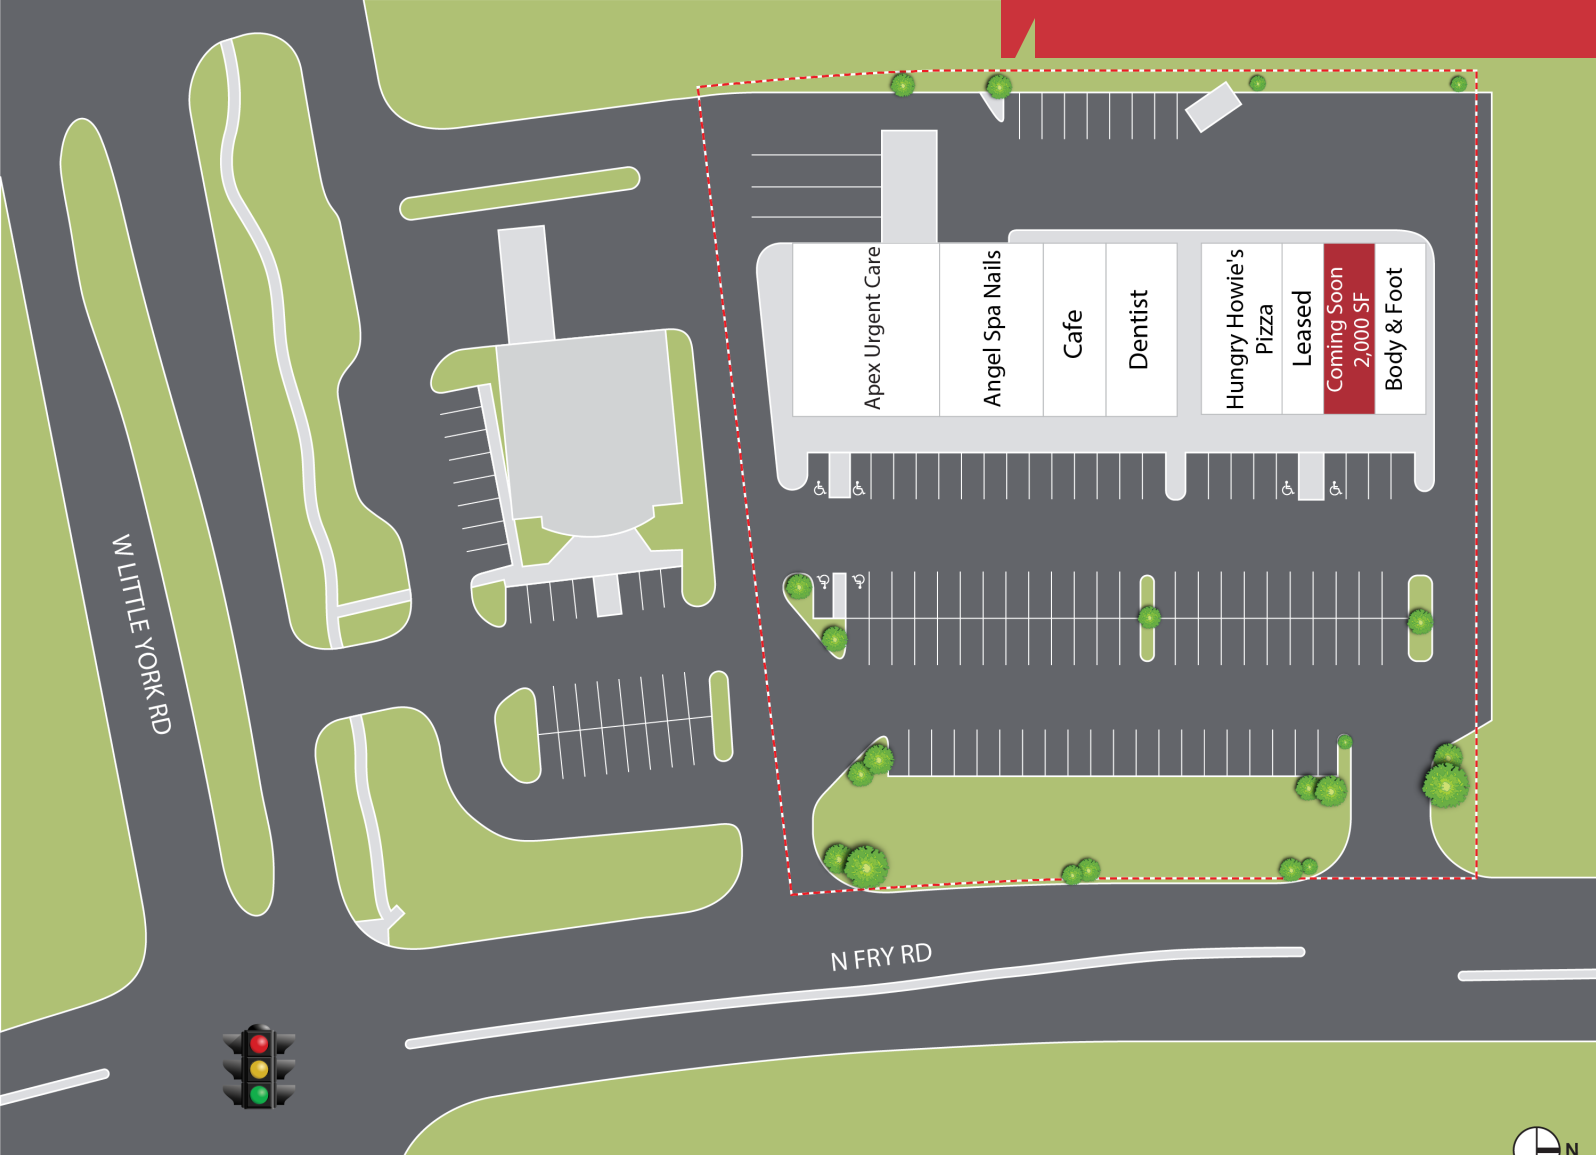 Apex Urgent Care
Angel Spa Nails
Cafe
Dentist
Hungry Howie's
Pizza
Leased
Coming Soon
2,000 SF
Body & Foot
W LITTLE YORK RD
N FRY RD
N